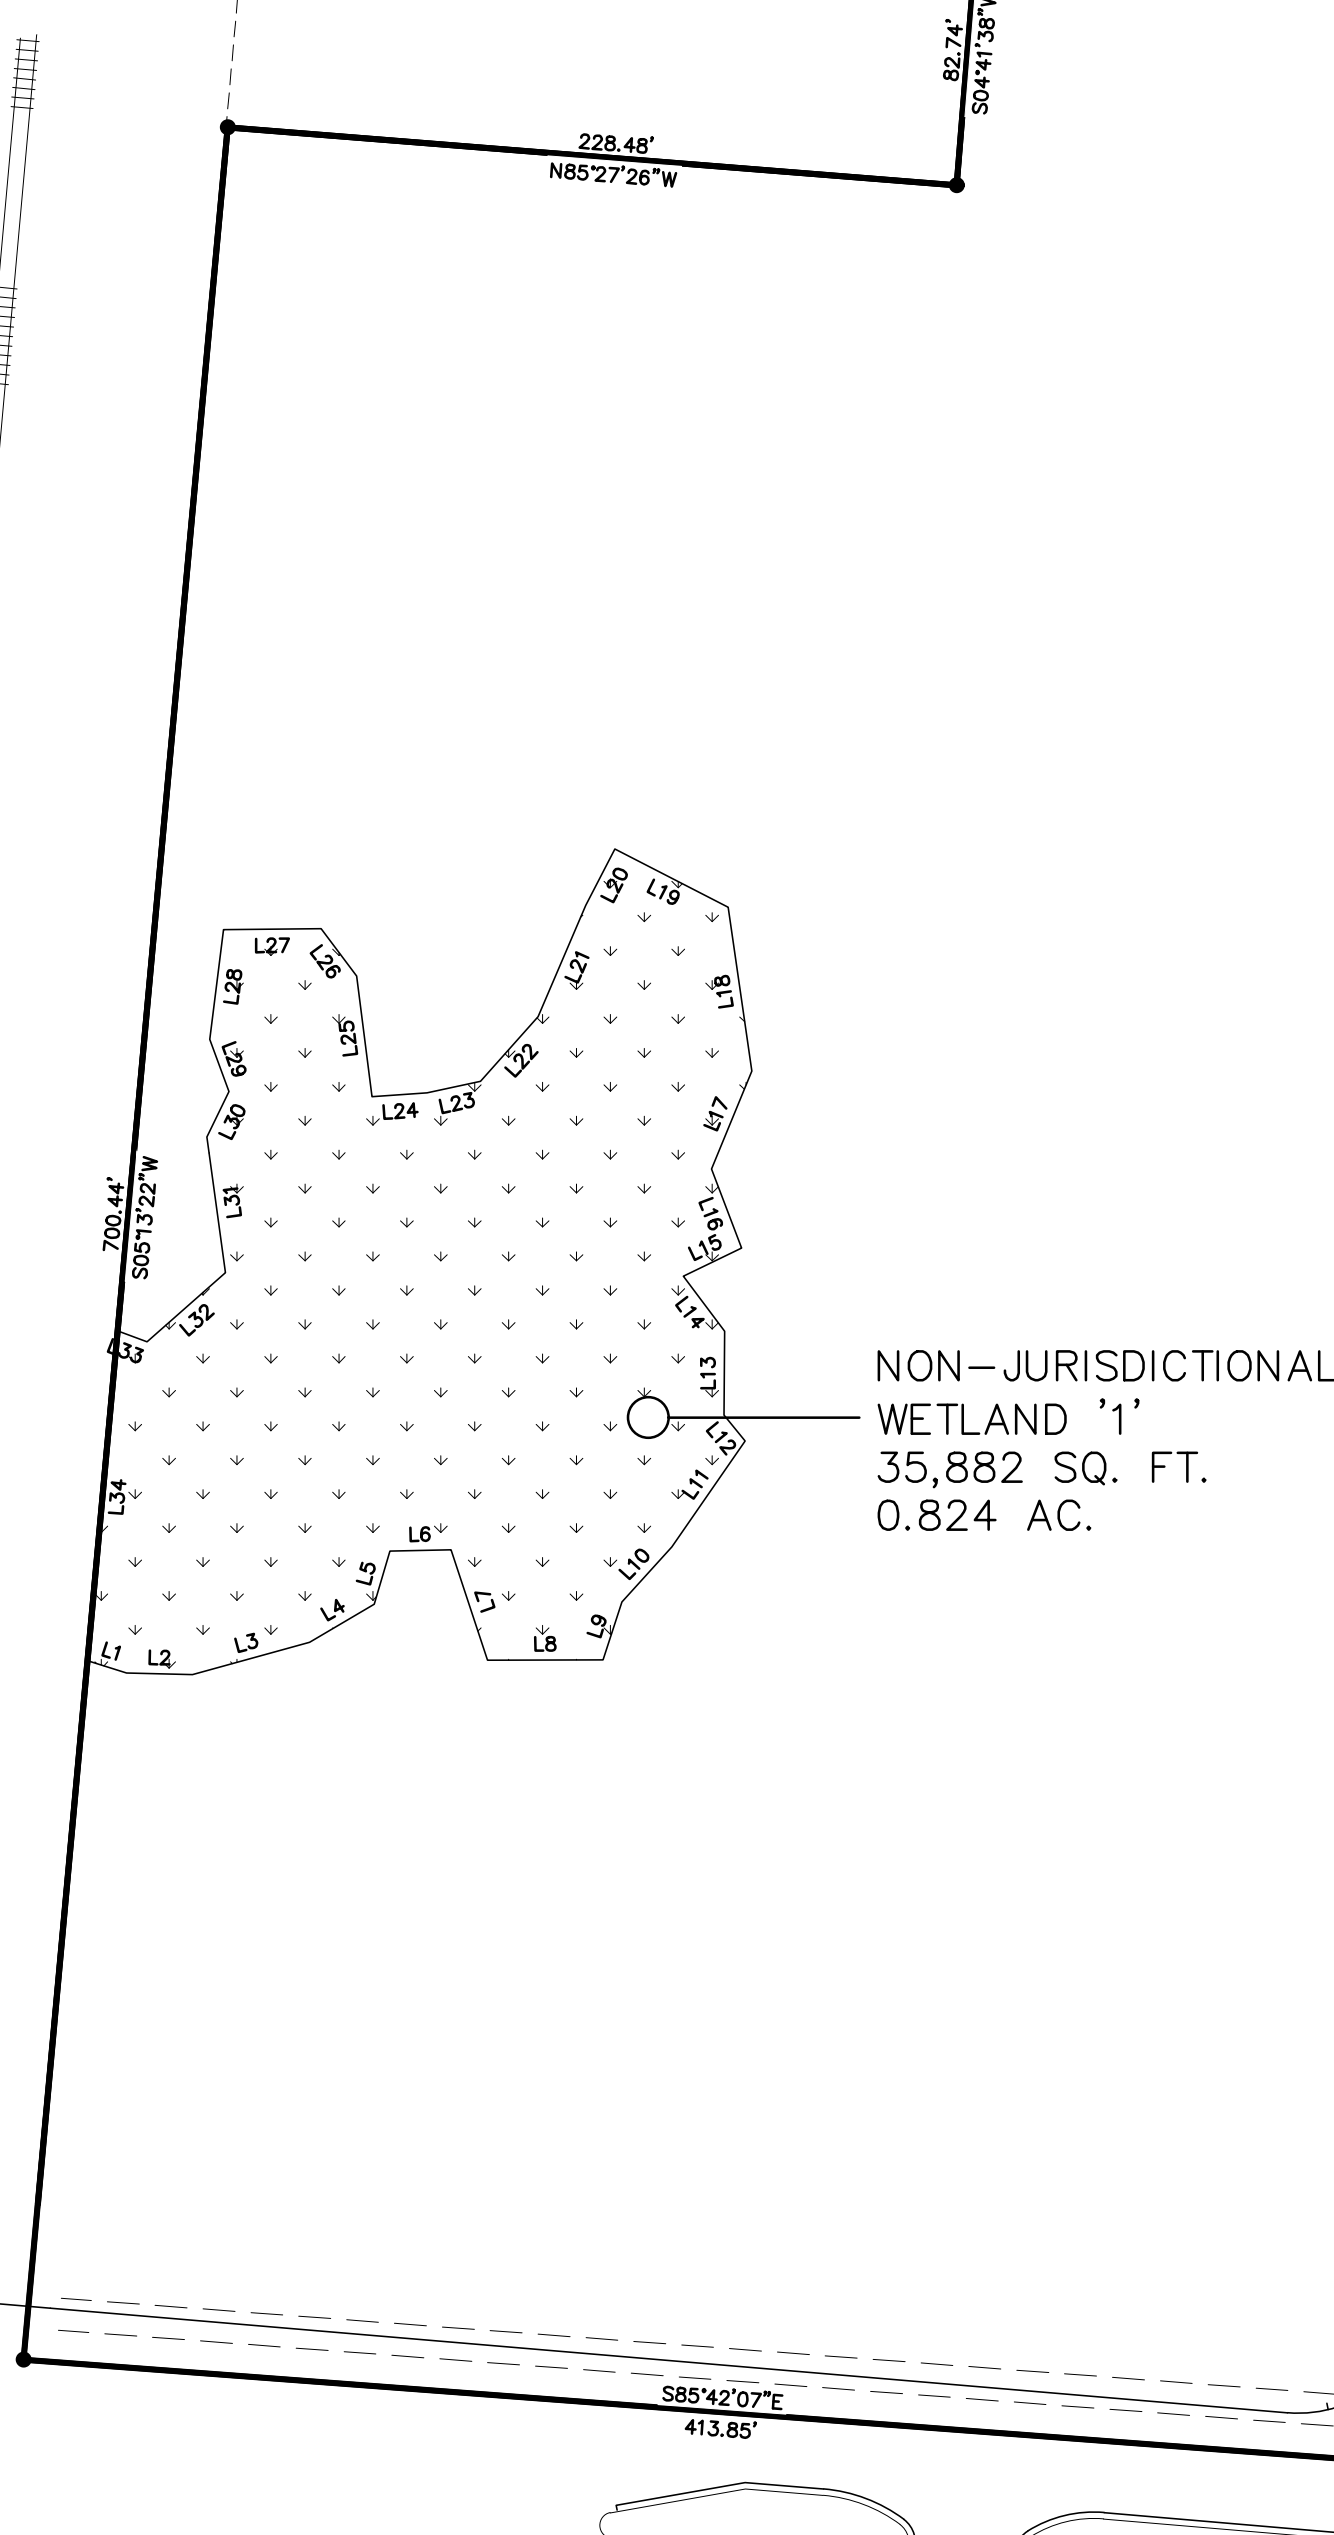 82.74'
S04°41'38"W
228.48'
N85°27'26"W
L20
L19
L27
L26
L21
L28
L18
L25
L29
L22
L24
L23
L17
L30
L31
L16
L15
700.44'
S05°13'22"W
L32
L14
L33
L13
NON-JURISDICTIONAL
WETLAND '1'
35,882 SQ. FT.
0.824 AC.
L12
L11
L34
L6
L10
L5
L7
L4
L9
L3
L8
L1
L2
S85°42'07"E
413.85'